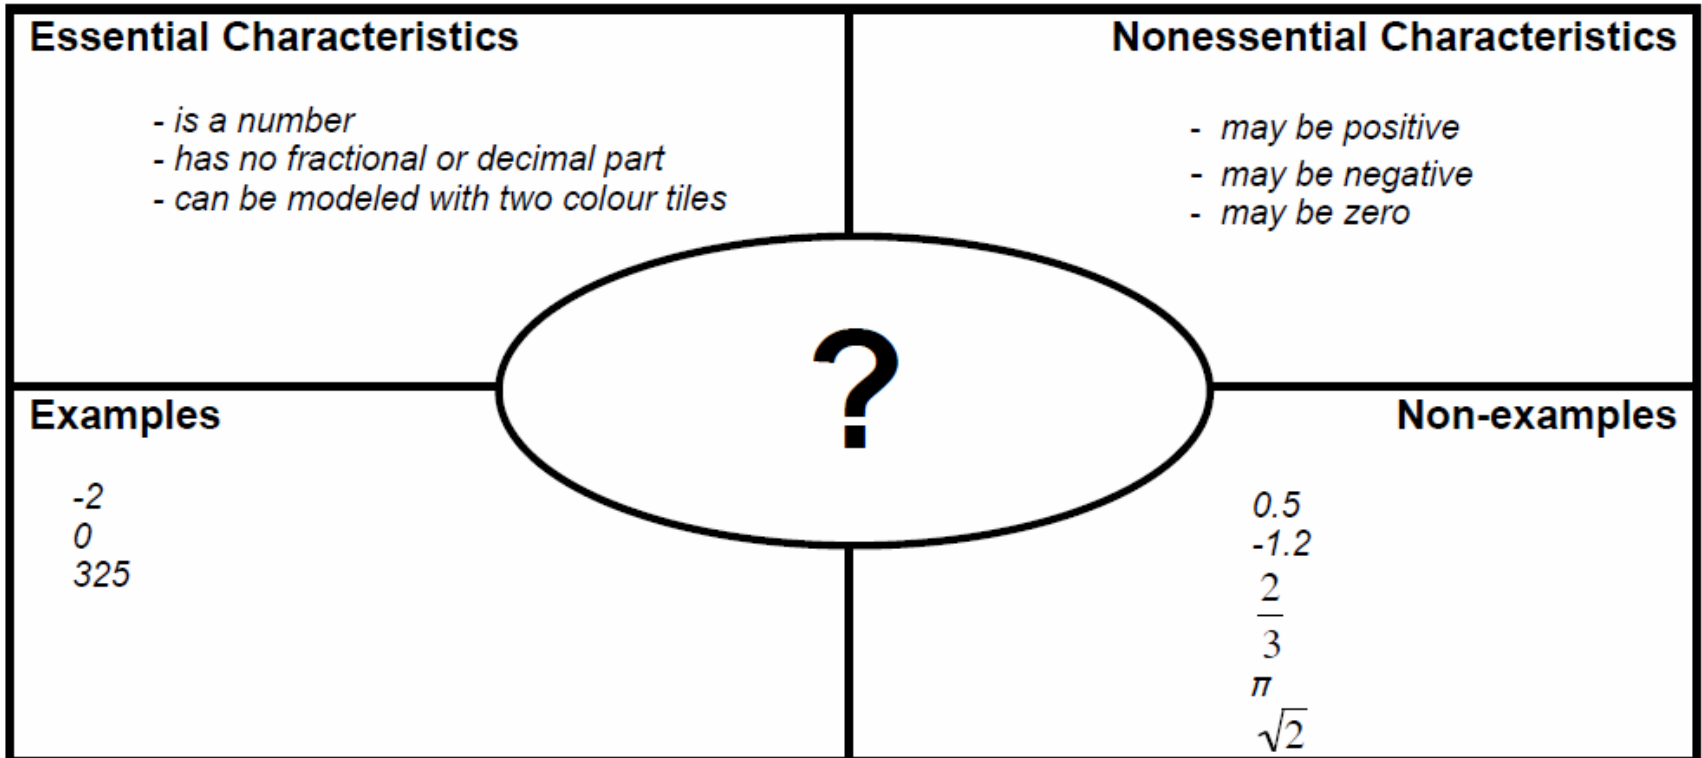 Essential Characteristics
- is a number
- has no fractional or decimal part
- can be modeled with two colour tiles
Nonessential Characteristics
- may be positive
- may be negative
- may be zero
?
Examples
-2
0
325
Non-examples
0.5
-1.2
2
3
π
√2